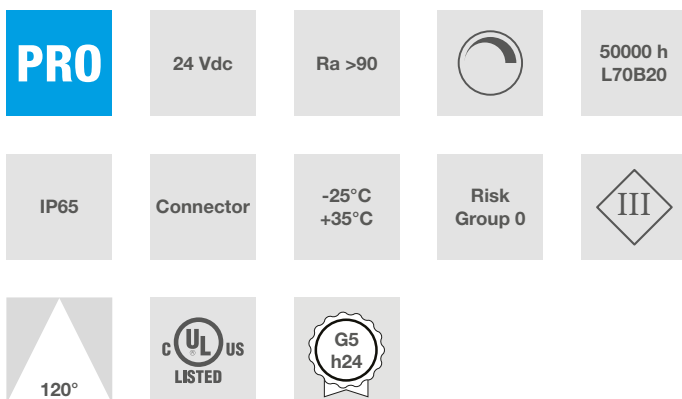 PRO
24 Vdc
Ra >90
50000 h
L70B20
IP65
Connector
-25°C
+35°C
Risk
Group 0
III
120°
c UL® US
LISTED
G5
h24